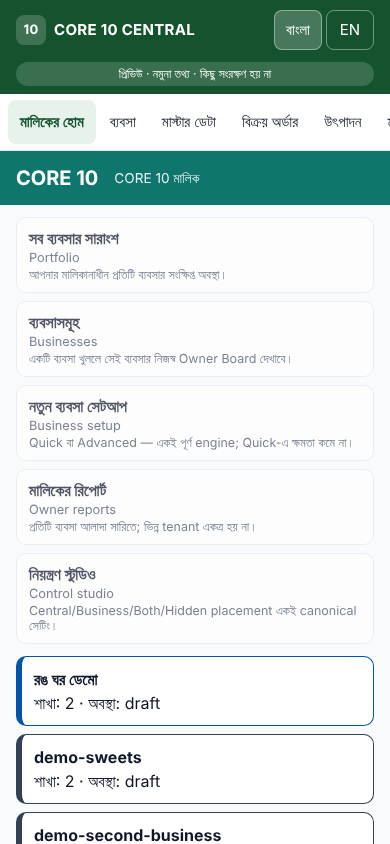 10 CORE 10 CENTRAL বাংলা EN
প্রিভিউ · নমুনা তথ্য · কিছু সংরক্ষণ হয় না
মালিকের হোম ব্যবসা মাস্টার ডেটা বিক্রয় অর্ডার উৎপাদন
CORE 10 CORE 10 মালিক
সব ব্যবসার সারাংশ
Portfolio
আপনার মালিকানাধীন প্রতিটি ব্যবসার সংক্ষিপ্ত অবস্থা।
ব্যবসাসমূহ
Businesses
একটি ব্যবসা খুললে সেই ব্যবসার নিজস্ব Owner Board দেখাবে।
নতুন ব্যবসা সেটআপ
Business setup
Quick বা Advanced — একই পূর্ণ engine; Quick-এ ক্ষমতা কমে না।
মালিকের রিপোর্ট
Owner reports
প্রতিটি ব্যবসা আলাদা সারিতে; ভিন্ন tenant একত্র হয় না।
নিয়ন্ত্রণ স্টুডিও
Control studio
Central/Business/Both/Hidden placement একই canonical
সেটিং।
রঙ ঘর ডেমো
শাখা: 2 · অবস্থা: draft
demo-sweets
শাখা: 2 · অবস্থা: draft
demo-second-business